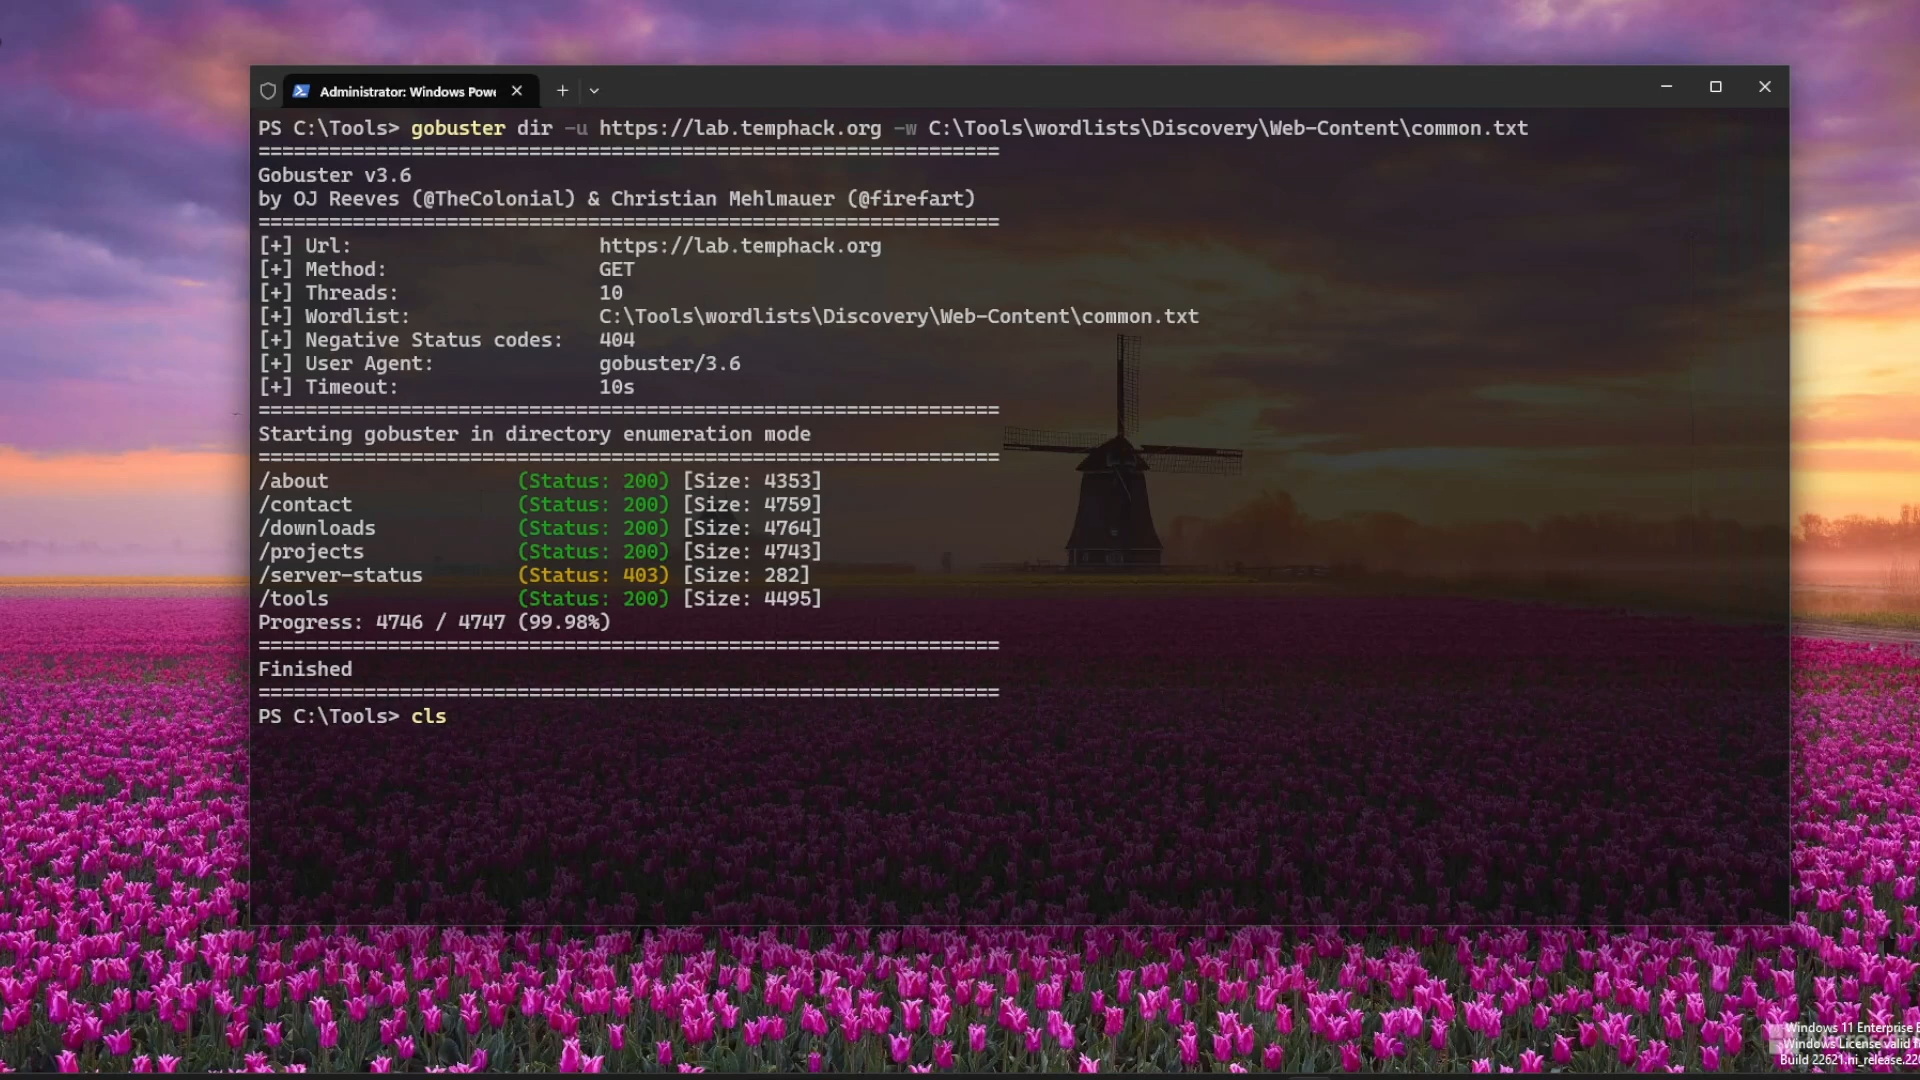 Administrator: Windows Powe
PS C:\Tools> gobuster dir -u https://lab.temphack.org -w C:\Tools\wordlists\Discovery\Web-Content\common.txt
===============================================================
Gobuster v3.6
by OJ Reeves (@TheColonial) & Christian Mehlmauer (@firefart)
===============================================================
[+] Url:                     https://lab.temphack.org
[+] Method:                  GET
[+] Threads:                 10
[+] Wordlist:                C:\Tools\wordlists\Discovery\Web-Content\common.txt
[+] Negative Status codes:   404
[+] User Agent:              gobuster/3.6
[+] Timeout:                 10s
===============================================================
Starting gobuster in directory enumeration mode
===============================================================
/about                (Status: 200) [Size: 4353]
/contact              (Status: 200) [Size: 4759]
/downloads            (Status: 200) [Size: 4764]
/projects             (Status: 200) [Size: 4743]
/server-status        (Status: 403) [Size: 282]
/tools                (Status: 200) [Size: 4495]
Progress: 4746 / 4747 (99.98%)
===============================================================
Finished
===============================================================
PS C:\Tools> cls
Windows 11 Enterprise E
Windows License valid f
Build 22621.ni_release.220